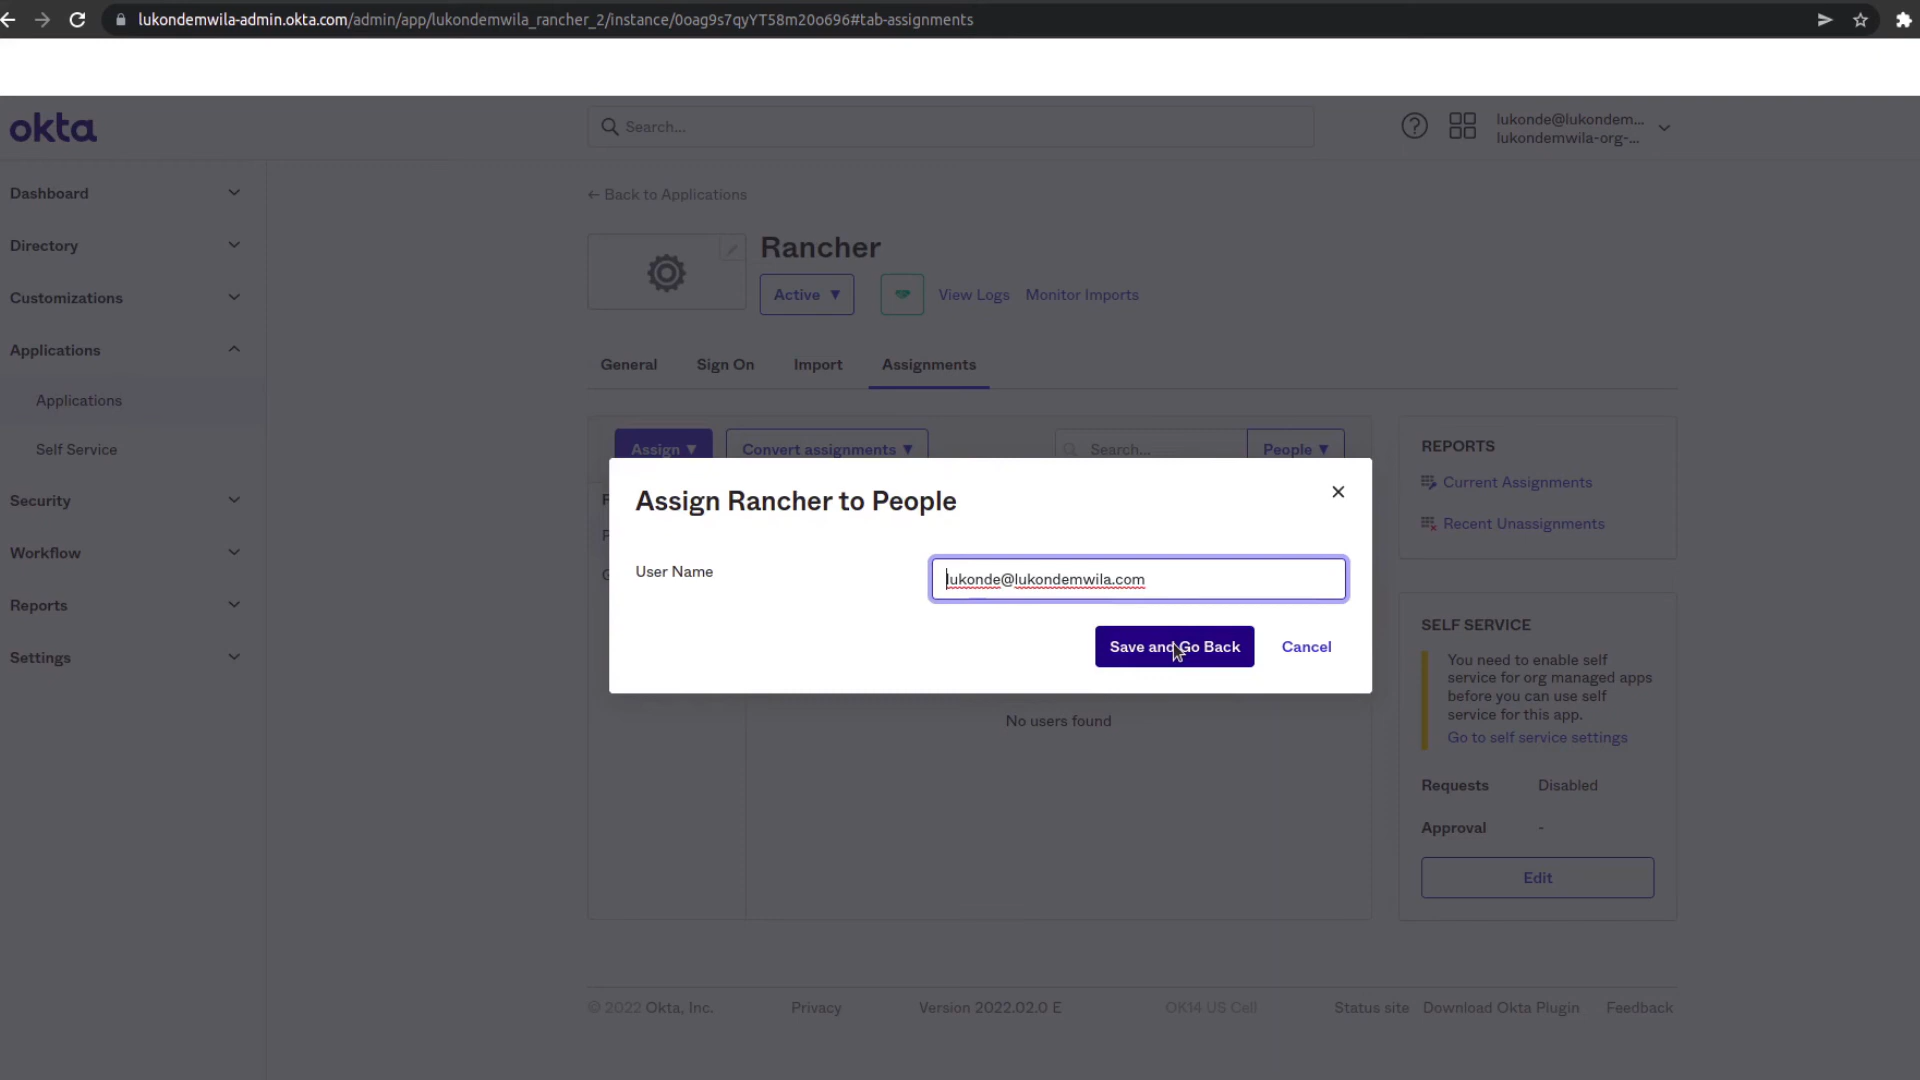 lukondemwila-admin.okta.com/admin/app/lukondemwila_rancher_2/instance/0oag9s7qyYT58m20o696#tab-assignments
okta
Search...
lukonde@lukondem...
lukondemwila-org-...
Dashboard
Directory
Customizations
Applications
Applications
Self Service
Security
Workflow
Reports
Settings
← Back to Applications
Rancher
Active ▼
View Logs
Monitor Imports
General
Sign On
Import
Assignments
Assign ▼
Convert assignments ▼
Search...
People ▼
Assign Rancher to People
User Name
lukonde@lukondemwila.com
Save and Go Back
Cancel
No users found
REPORTS
Current Assignments
Recent Unassignments
SELF SERVICE
You need to enable self
service for org managed apps
before you can use self
service for this app.
Go to self service settings
Requests Disabled
Approval -
Edit
© 2022 Okta, Inc.
Privacy
Version 2022.02.0 E
OK14 US Cell
Status site
Download Okta Plugin
Feedback